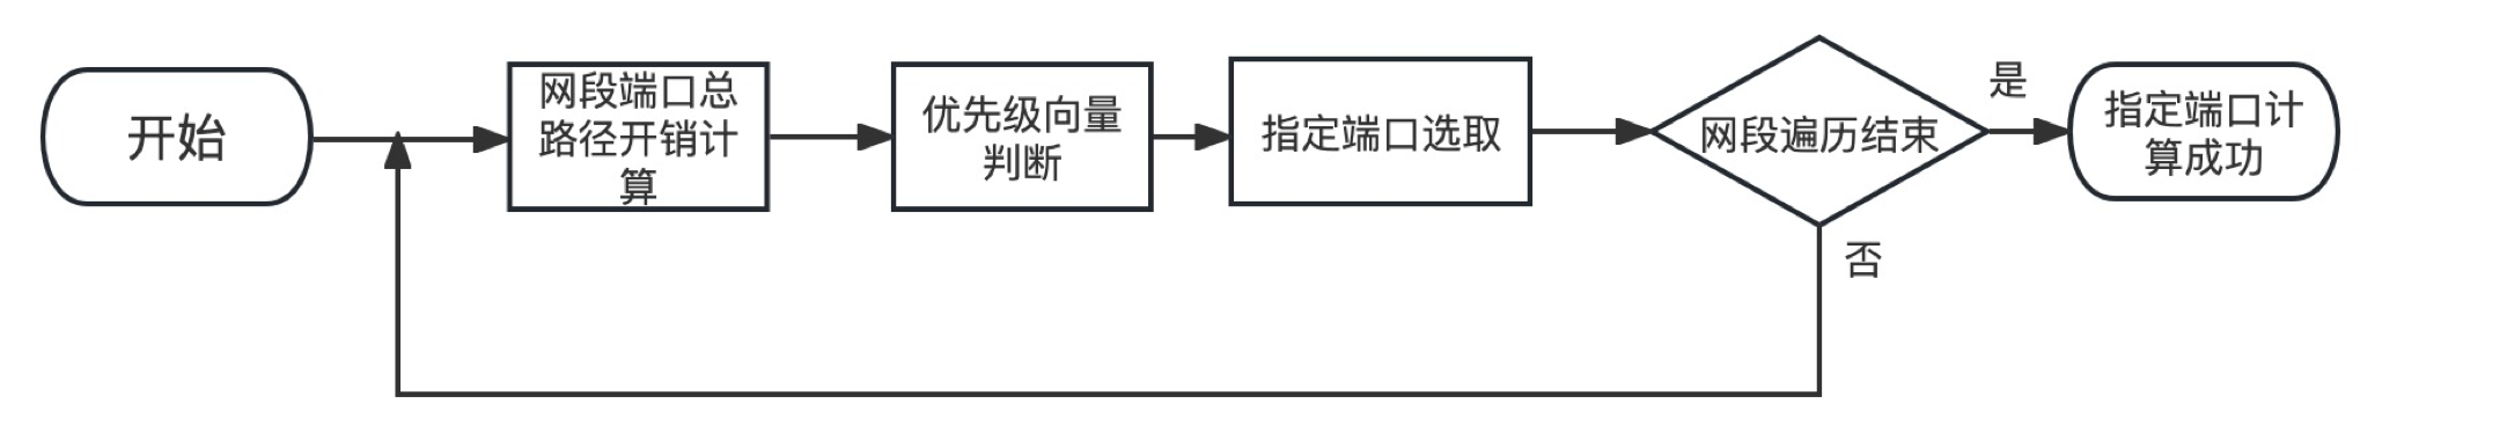 开始
网段端口总
路径开销计
算
优先级向量
判断
指定端口选取
网段遍历结束
是
指定端口计
算成功
否